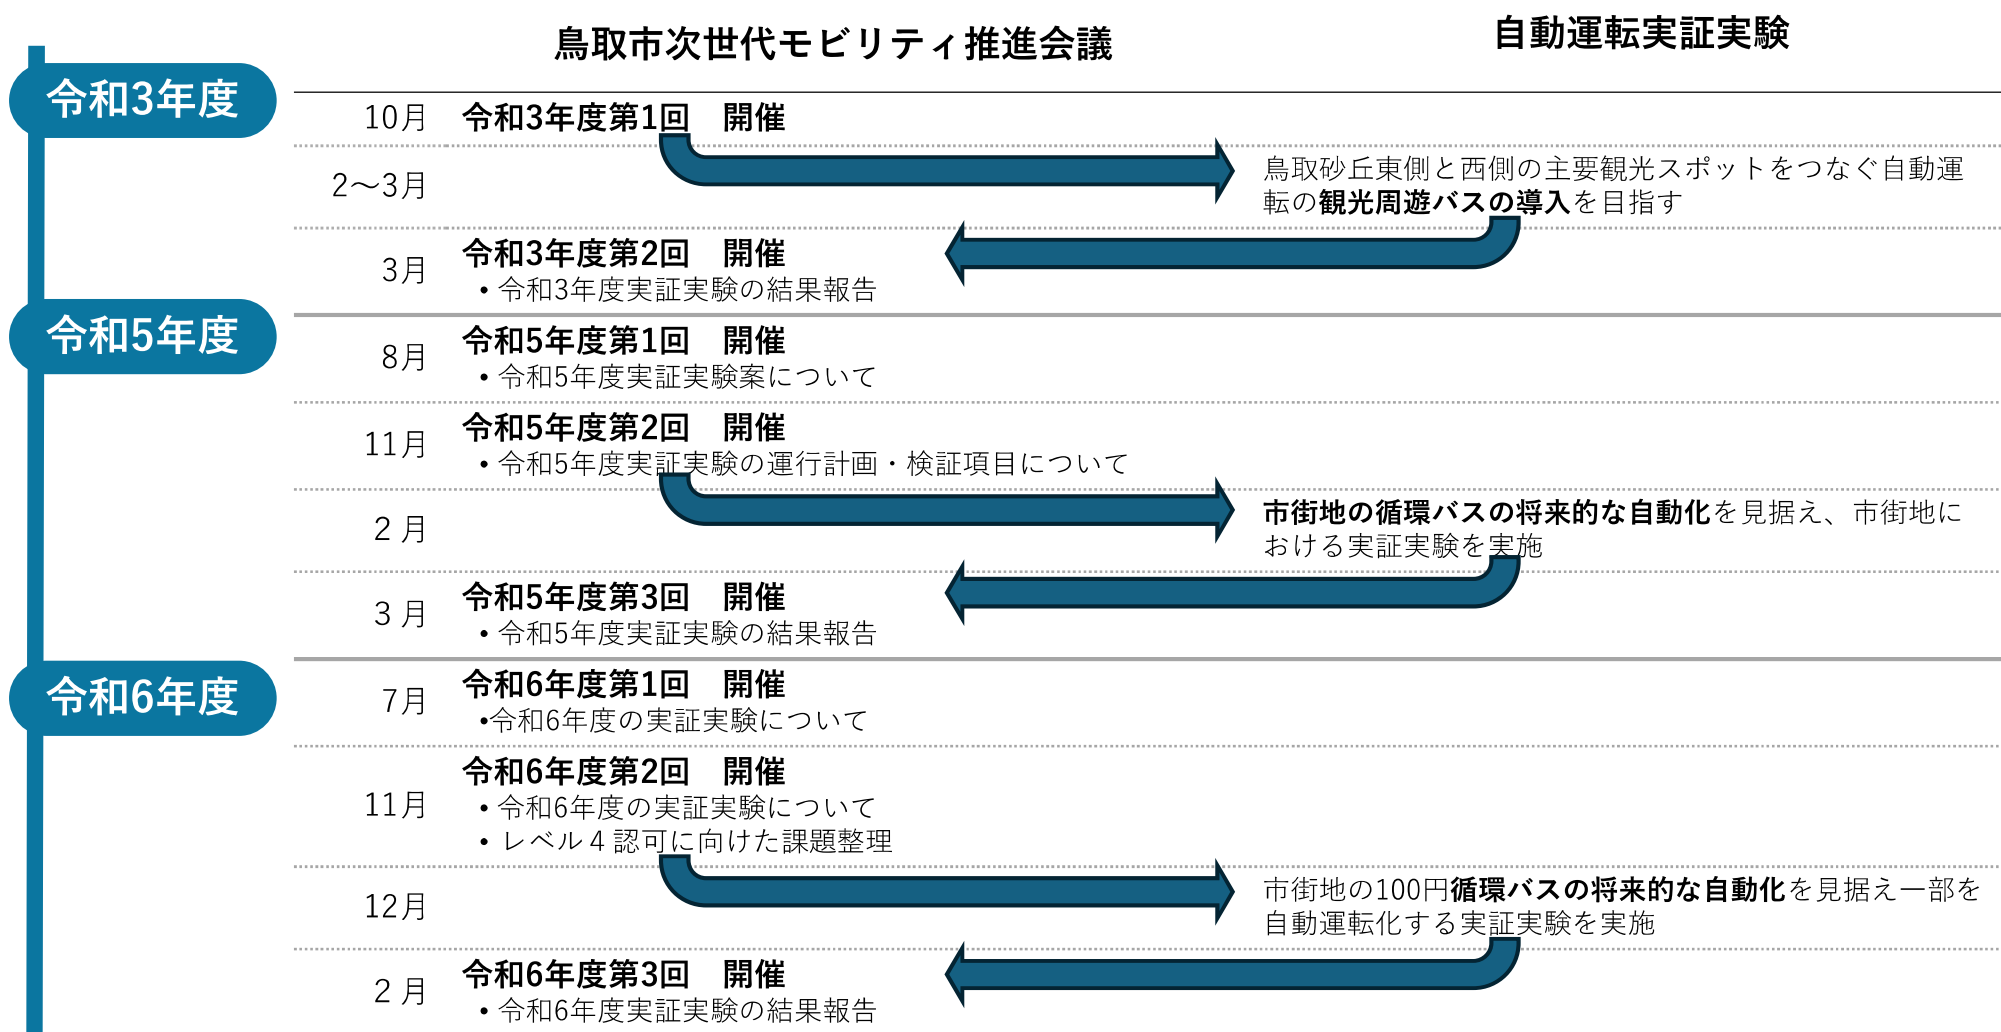 鳥取市次世代モビリティ推進会議
自動運転実証実験
令和3年度
10月
令和3年度第1回 開催
2～3月
鳥取砂丘東側と西側の主要観光スポットをつなぐ自動運
転の観光周遊バスの導入を目指す
3月
令和3年度第2回 開催
• 令和3年度実証実験の結果報告
令和5年度
8月
令和5年度第1回 開催
• 令和5年度実証実験案について
11月
令和5年度第2回 開催
• 令和5年度実証実験の運行計画・検証項目について
2 月
市街地の循環バスの将来的な自動化を見据え、市街地に
おける実証実験を実施
3 月
令和5年度第3回 開催
• 令和5年度実証実験の結果報告
令和6年度
7月
令和6年度第1回 開催
•令和6年度の実証実験について
11月
令和6年度第2回 開催
• 令和6年度の実証実験について
• レベル４認可に向けた課題整理
12月
市街地の100円循環バスの将来的な自動化を見据え一部を
自動運転化する実証実験を実施
2 月
令和6年度第3回 開催
• 令和6年度実証実験の結果報告